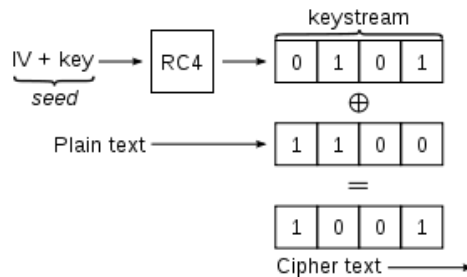 keystream
IV + key RC4 0 1 0 1
seed
⊕
Plain text 1 1 0 0
=
1 0 0 1
Cipher text